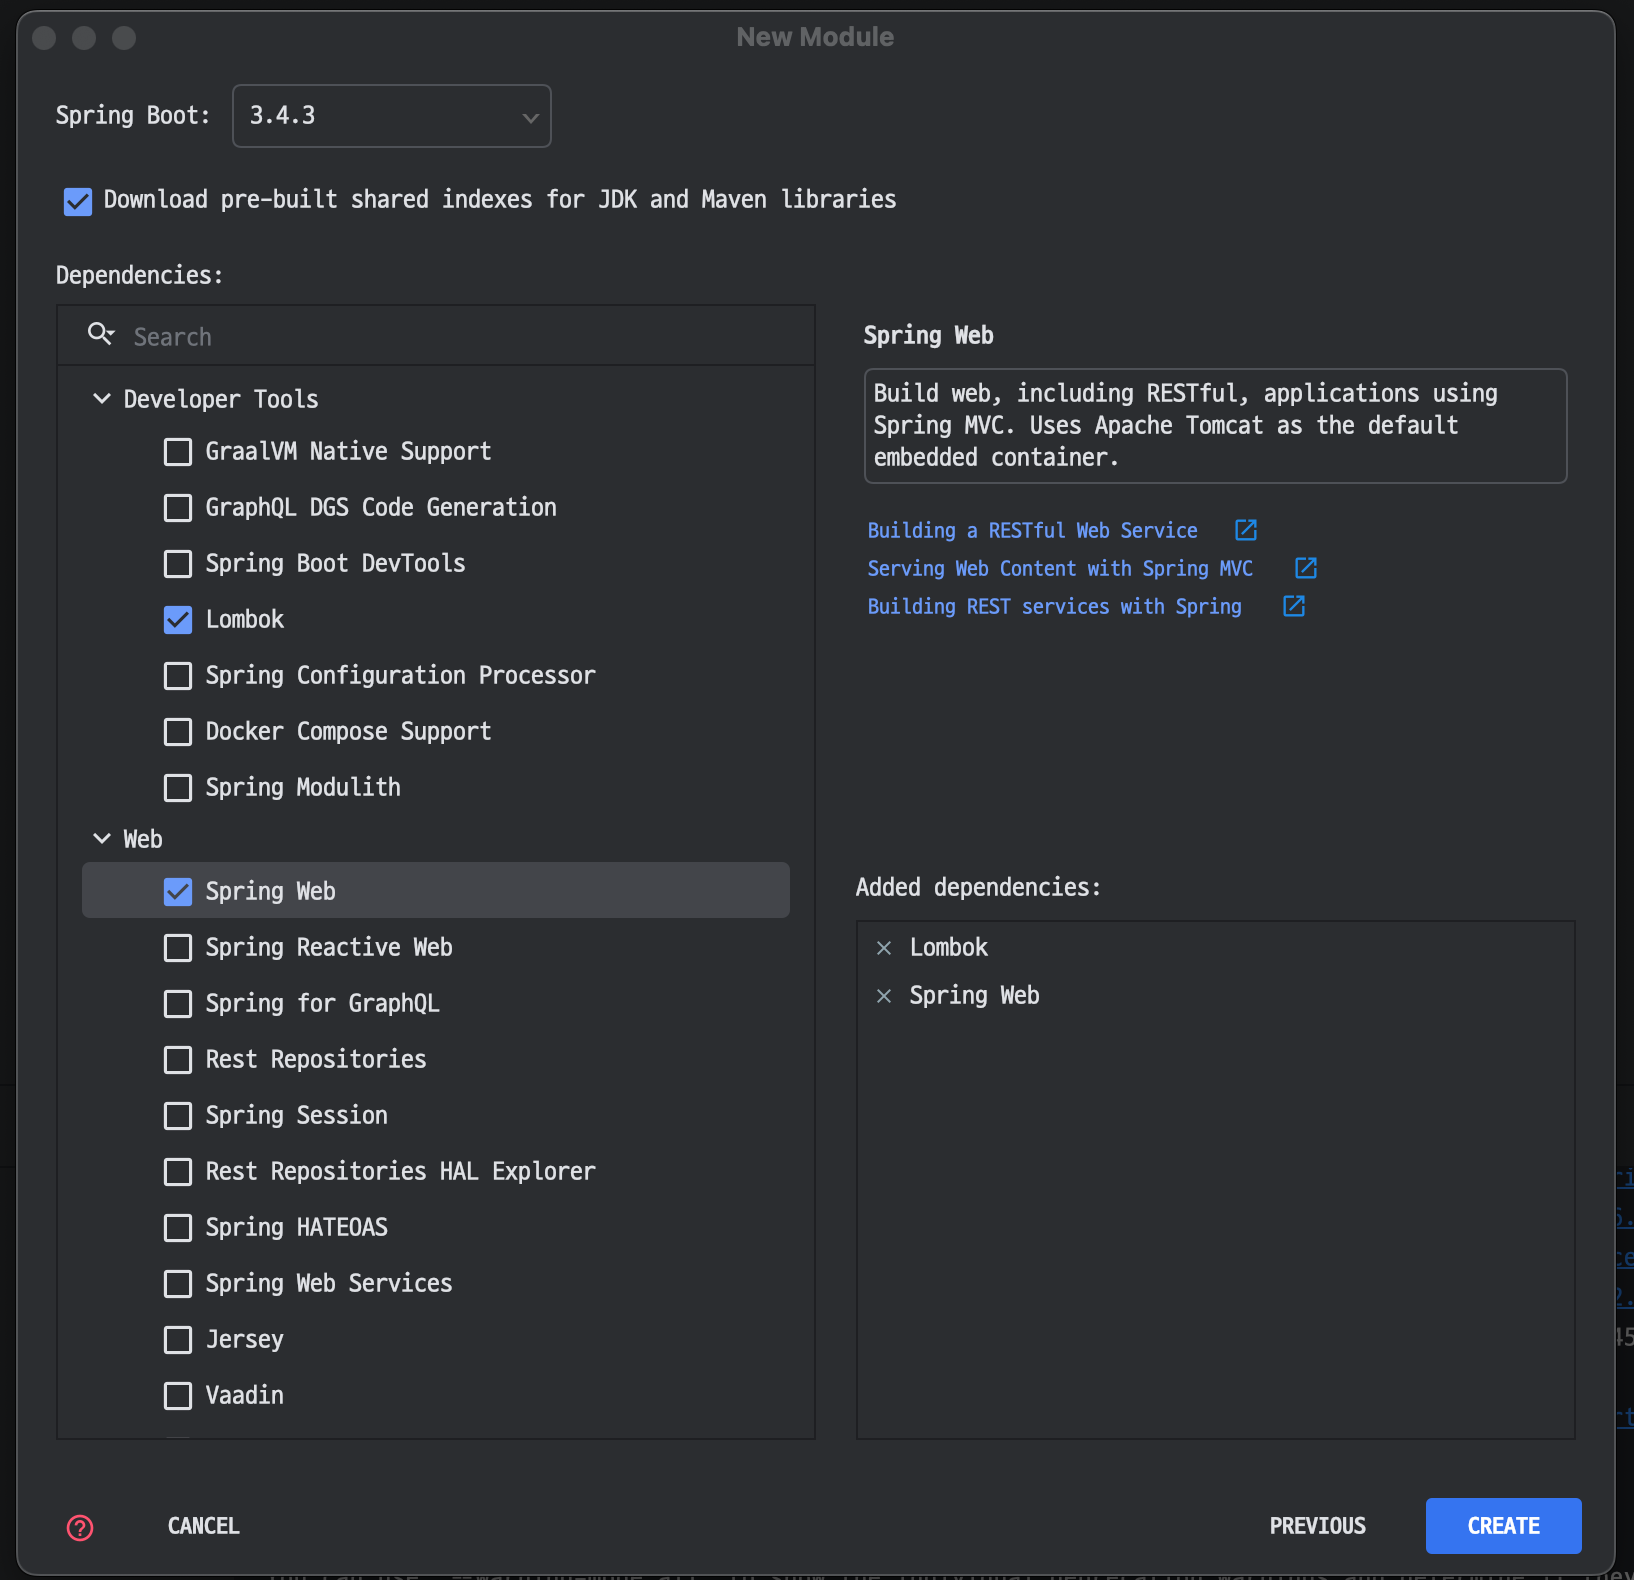 New Module
Spring Boot: 3.4.3
Download pre-built shared indexes for JDK and Maven libraries
Dependencies:
Search
Developer Tools
GraalVM Native Support
GraphQL DGS Code Generation
Spring Boot DevTools
Lombok
Spring Configuration Processor
Docker Compose Support
Spring Modulith
Web
Spring Web
Spring Reactive Web
Spring for GraphQL
Rest Repositories
Spring Session
Rest Repositories HAL Explorer
Spring HATEOAS
Spring Web Services
Jersey
Vaadin
Spring Web
Build web, including RESTful, applications using
Spring MVC. Uses Apache Tomcat as the default
embedded container.
Building a RESTful Web Service
Serving Web Content with Spring MVC
Building REST services with Spring
Added dependencies:
Lombok
Spring Web
CANCEL
PREVIOUS
CREATE